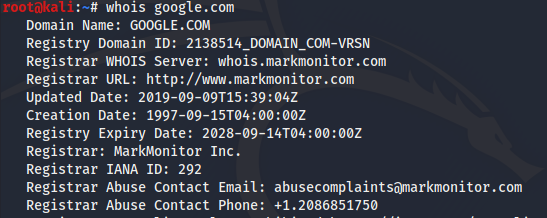 root@kali:~# whois google.com
Domain Name: GOOGLE.COM
Registry Domain ID: 2138514_DOMAIN_COM-VRSN
Registrar WHOIS Server: whois.markmonitor.com
Registrar URL: http://www.markmonitor.com
Updated Date: 2019-09-09T15:39:04Z
Creation Date: 1997-09-15T04:00:00Z
Registry Expiry Date: 2028-09-14T04:00:00Z
Registrar: MarkMonitor Inc.
Registrar IANA ID: 292
Registrar Abuse Contact Email: abusecomplaints@markmonitor.com
Registrar Abuse Contact Phone: +1.2086851750